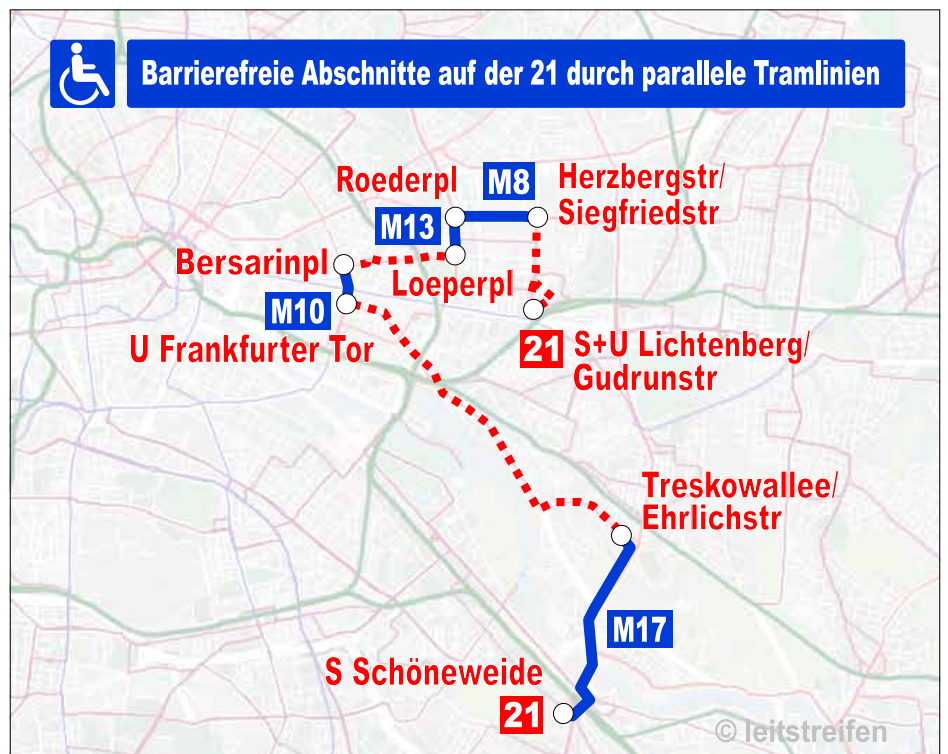 Barrierefreie Abschnitte auf der 21 durch parallele Tramlinien
Roederpl
M8
Herzbergstr/
Siegfriedstr
M13
Bersarinpl
Loeperpl
M10
U Frankfurter Tor
21 S+U Lichtenberg/
Gudrunstr
Treskowallee/
Ehrlichstr
M17
S Schöneweide
21
© leitstreifen